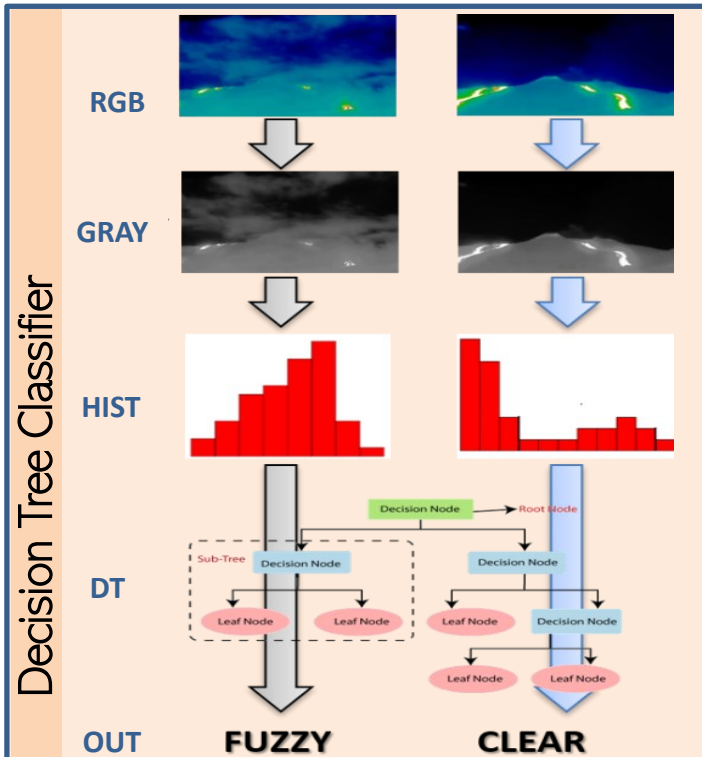 Decision Tree Classifier
RGB
GRAY
HIST
DT
Decision Node
Root Node
Sub-Tree
Decision Node
Decision Node
Leaf Node
Leaf Node
Leaf Node
Decision Node
Leaf Node
Leaf Node
OUT
FUZZY
CLEAR